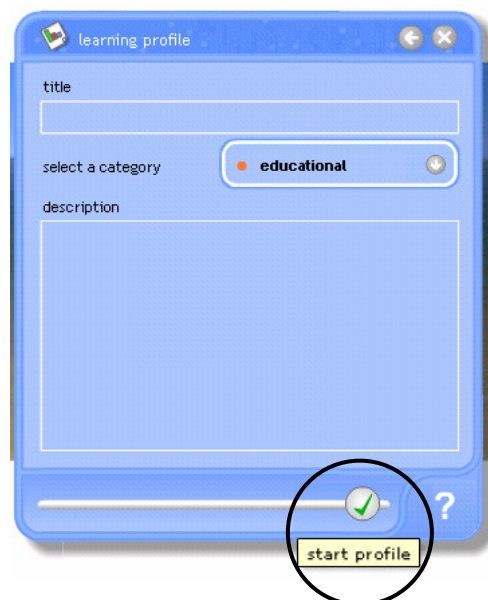 learning profile
title
select a category
educational
description
?
start profile